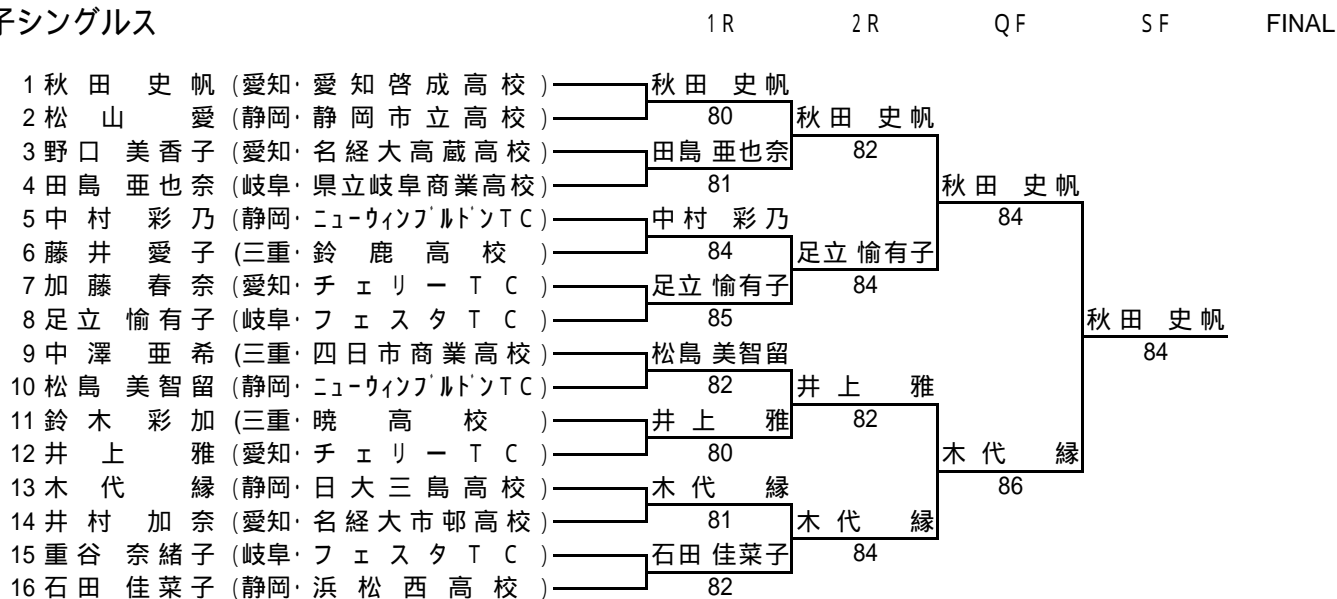 子シングルス 1R 2R QF SF FINAL
1 秋田 史帆 (愛知・愛知啓成高校) 秋田 史帆
2 松山 愛 (静岡・静岡市立高校) 80 秋田 史帆
3 野口 美香子 (愛知・名経大高蔵高校) 田島 亜也奈 82
4 田島 亜也奈 (岐阜・県立岐阜商業高校) 81 秋田 史帆
5 中村 彩乃 (静岡・ニューウィンブルドンTC) 中村 彩乃 84
6 藤井 愛子 (三重・鈴鹿高校) 84 足立 愉有子
7 加藤 春奈 (愛知・チェリーTC) 足立 愉有子 84
8 足立 愉有子 (岐阜・フェスタTC) 85 秋田 史帆
9 中澤 亜希 (三重・四日市商業高校) 松島 美智留 84
10 松島 美智留 (静岡・ニューウィンブルドンTC) 82 井上 雅
11 鈴木 彩加 (三重・暁高校) 井上 雅 82
12 井上 雅 (愛知・チェリーTC) 80 木代 縁
13 木代 縁 (静岡・日大三島高校) 木代 縁 86
14 井村 加奈 (愛知・名経大市邨高校) 81 木代 縁
15 重谷 奈緒子 (岐阜・フェスタTC) 石田 佳菜子 84
16 石田 佳菜子 (静岡・浜松西高校) 82